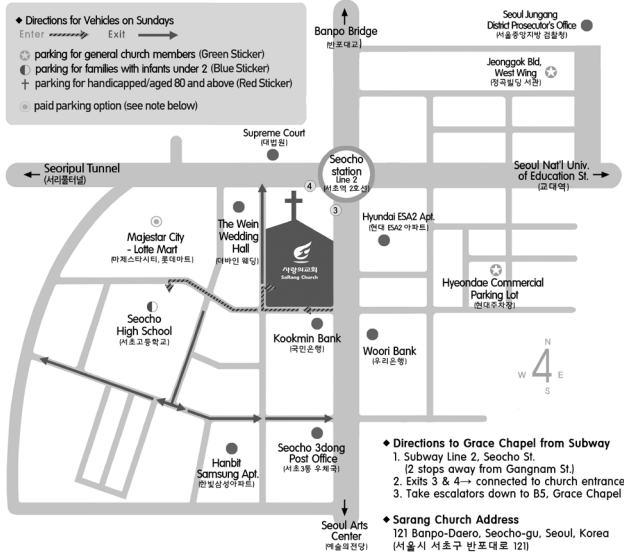 ◆ Directions for Vehicles on Sundays
Enter Exit
parking for general church members (Green Sticker)
parking for families with infants under 2 (Blue Sticker)
parking for handicapped/aged 80 and above (Red Sticker)
paid parking option (see note below)
Banpo Bridge
(반포대교)
Seoul Jungang
District Prosecutor's Office
(서울중앙지방 검찰청)
Jeonggok Bld,
West Wing
(정곡빌딩 서관)
Supreme Court
(대법원)
Seocho
station
Line 2
(서초역 2호선)
Seoripul Tunnel
(서리풀터널)
Seoul Nat'l Univ.
of Education St.
(교대역)
4
3
The Wein
Wedding
Hall
(더바인 웨딩)
Hyundai ESA2 Apt.
(현대 ESA2 아파트)
Majestar City
- Lotte Mart
(마제스타시티, 롯데마트)
사랑의교회
SaRang Church
Hyeondae Commercial
Parking Lot
(현대주차장)
Seocho
High School
(서초고등학교)
Kookmin Bank
(국민은행)
Woori Bank
(우리은행)
N
W 4 E
S
Hanbit
Samsung Apt.
(한빛삼성아파트)
Seocho 3dong
Post Office
(서초3동 우체국)
Seoul Arts
Center
(예술의전당)
◆ Directions to Grace Chapel from Subway
1. Subway Line 2, Seocho St.
(2 stops away from Gangnam St.)
2. Exits 3 & 4→ connected to church entrance
3. Take escalators down to B5, Grace Chapel
◆ Sarang Church Address
121 Banpo-Daero, Seocho-gu, Seoul, Korea
(서울시 서초구 반포대로 121)